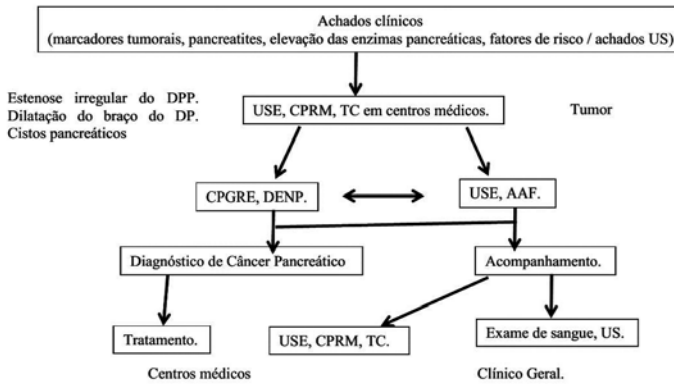 Achados clínicos
(marcadores tumorais, pancreatites, elevação das enzimas pancreáticas, fatores de risco / achados US)
Estenose irregular do DPP.
Dilatação do braço do DP.
Cistos pancreáticos
USE, CPRM, TC em centros médicos.
Tumor
CPGRE, DENP.
USE, AAF.
Diagnóstico de Câncer Pancreático
Acompanhamento.
Tratamento.
USE, CPRM, TC.
Exame de sangue, US.
Centros médicos
Clínico Geral.